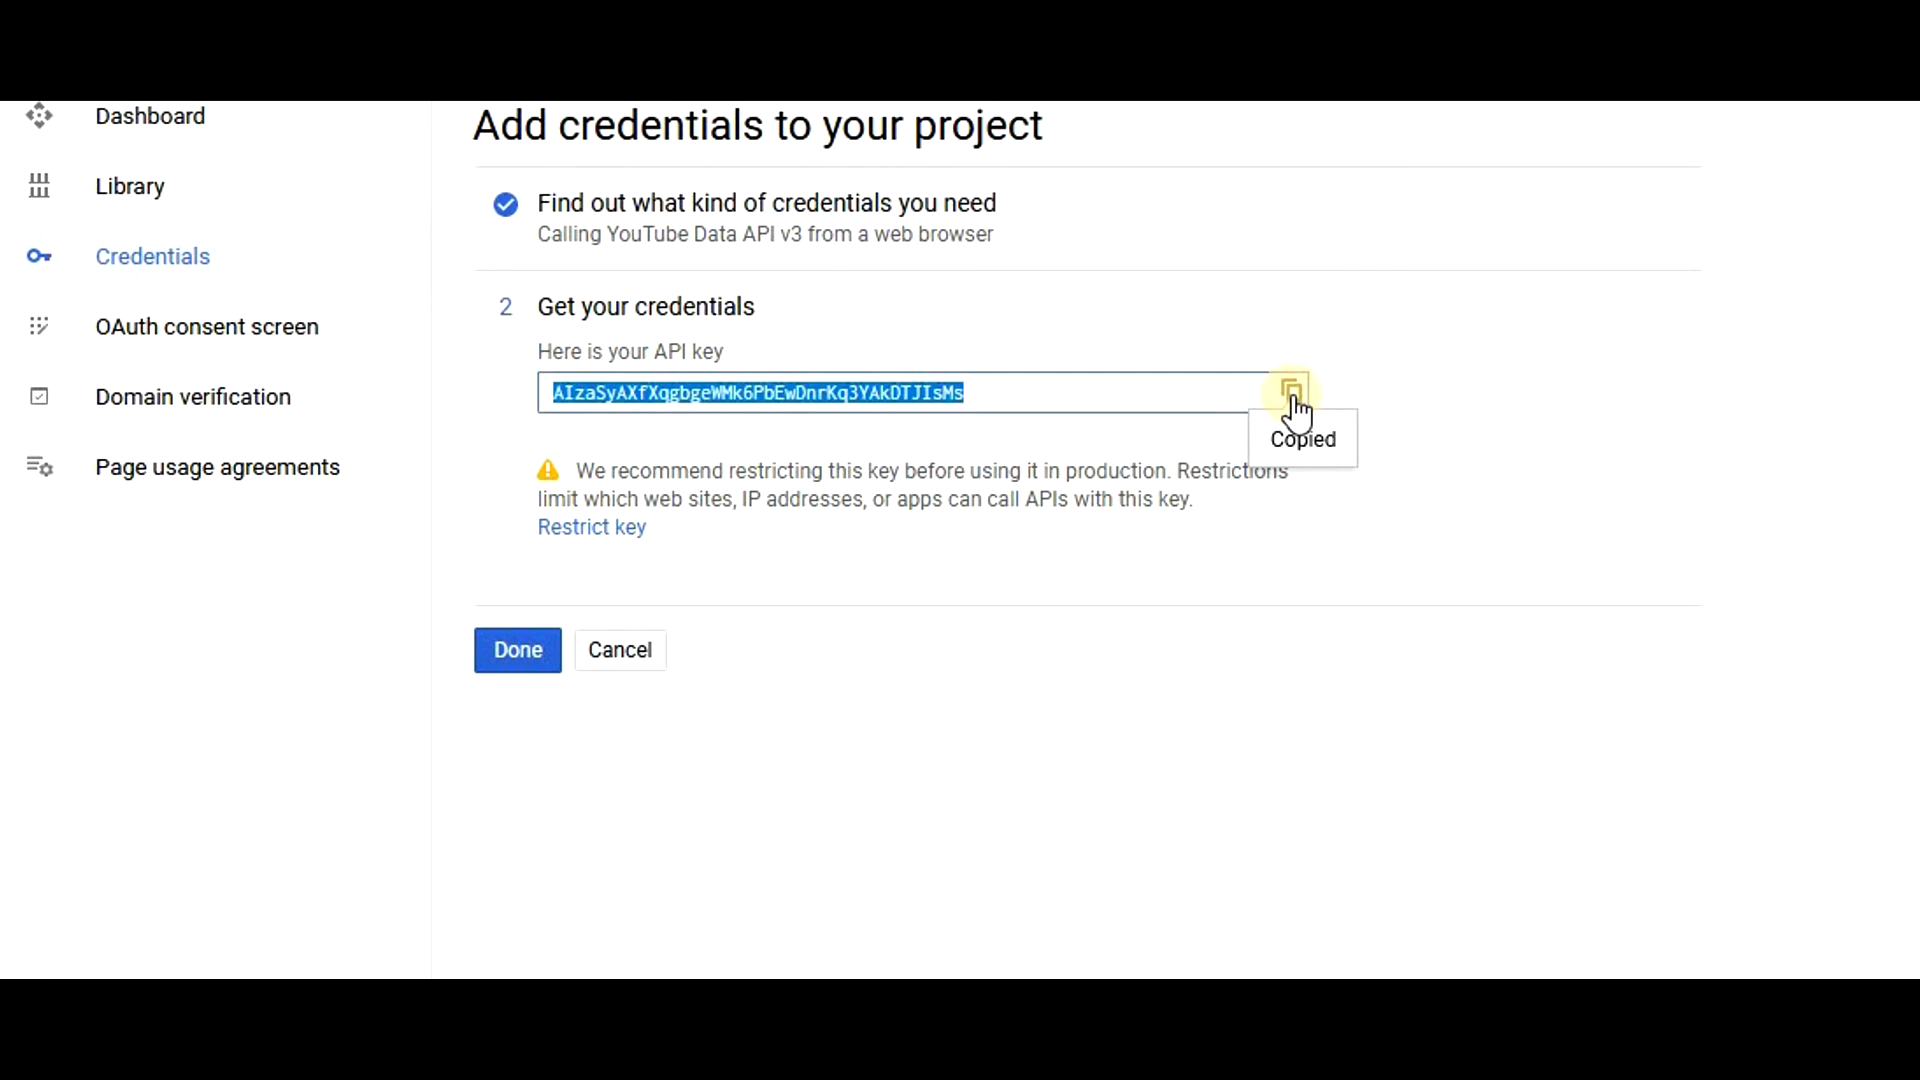 Dashboard
Library
Credentials
OAuth consent screen
Domain verification
Page usage agreements
Add credentials to your project
Find out what kind of credentials you need
Calling YouTube Data API v3 from a web browser
2 Get your credentials
Here is your API key
AIzaSyAXfXqgbgeWMk6PbEwDnrKq3YAkDTJIsMs
Copied
We recommend restricting this key before using it in production. Restrictions
limit which web sites, IP addresses, or apps can call APIs with this key.
Restrict key
Done
Cancel